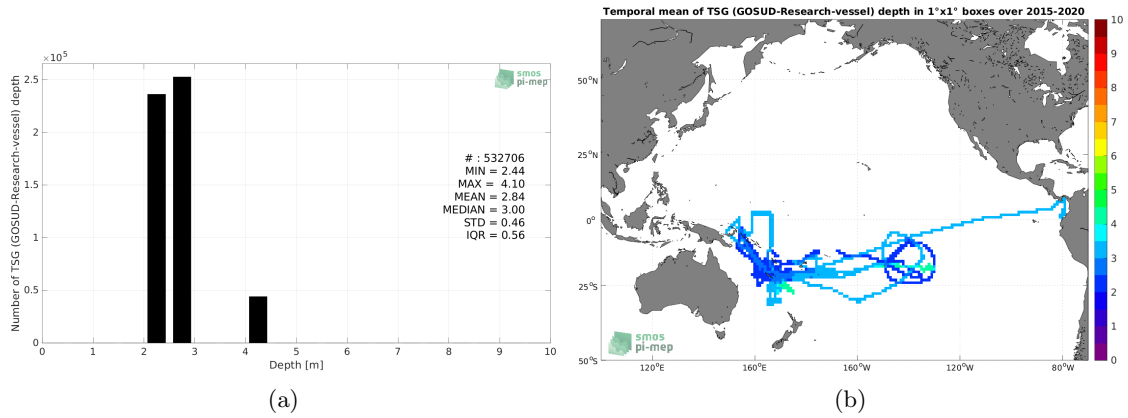 ×10⁵
2.5
2
1.5
1
0.5
0
Number of TSG (GOSUD-Research-vessel) depth
smos
pi-mep
# : 532706
MIN = 2.44
MAX = 4.10
MEAN = 2.84
MEDIAN = 3.00
STD = 0.46
IQR = 0.56
0 1 2 3 4 5 6 7 8 9 10
Depth [m]
(a)
Temporal mean of TSG (GOSUD-Research-vessel) depth in 1°x1° boxes over 2015-2020
50°N
25°N
0°
25°S
50°S
smos
pi-mep
120°E 160°E 160°W 120°W 80°W
10
9
8
7
6
5
4
3
2
1
0
(b)